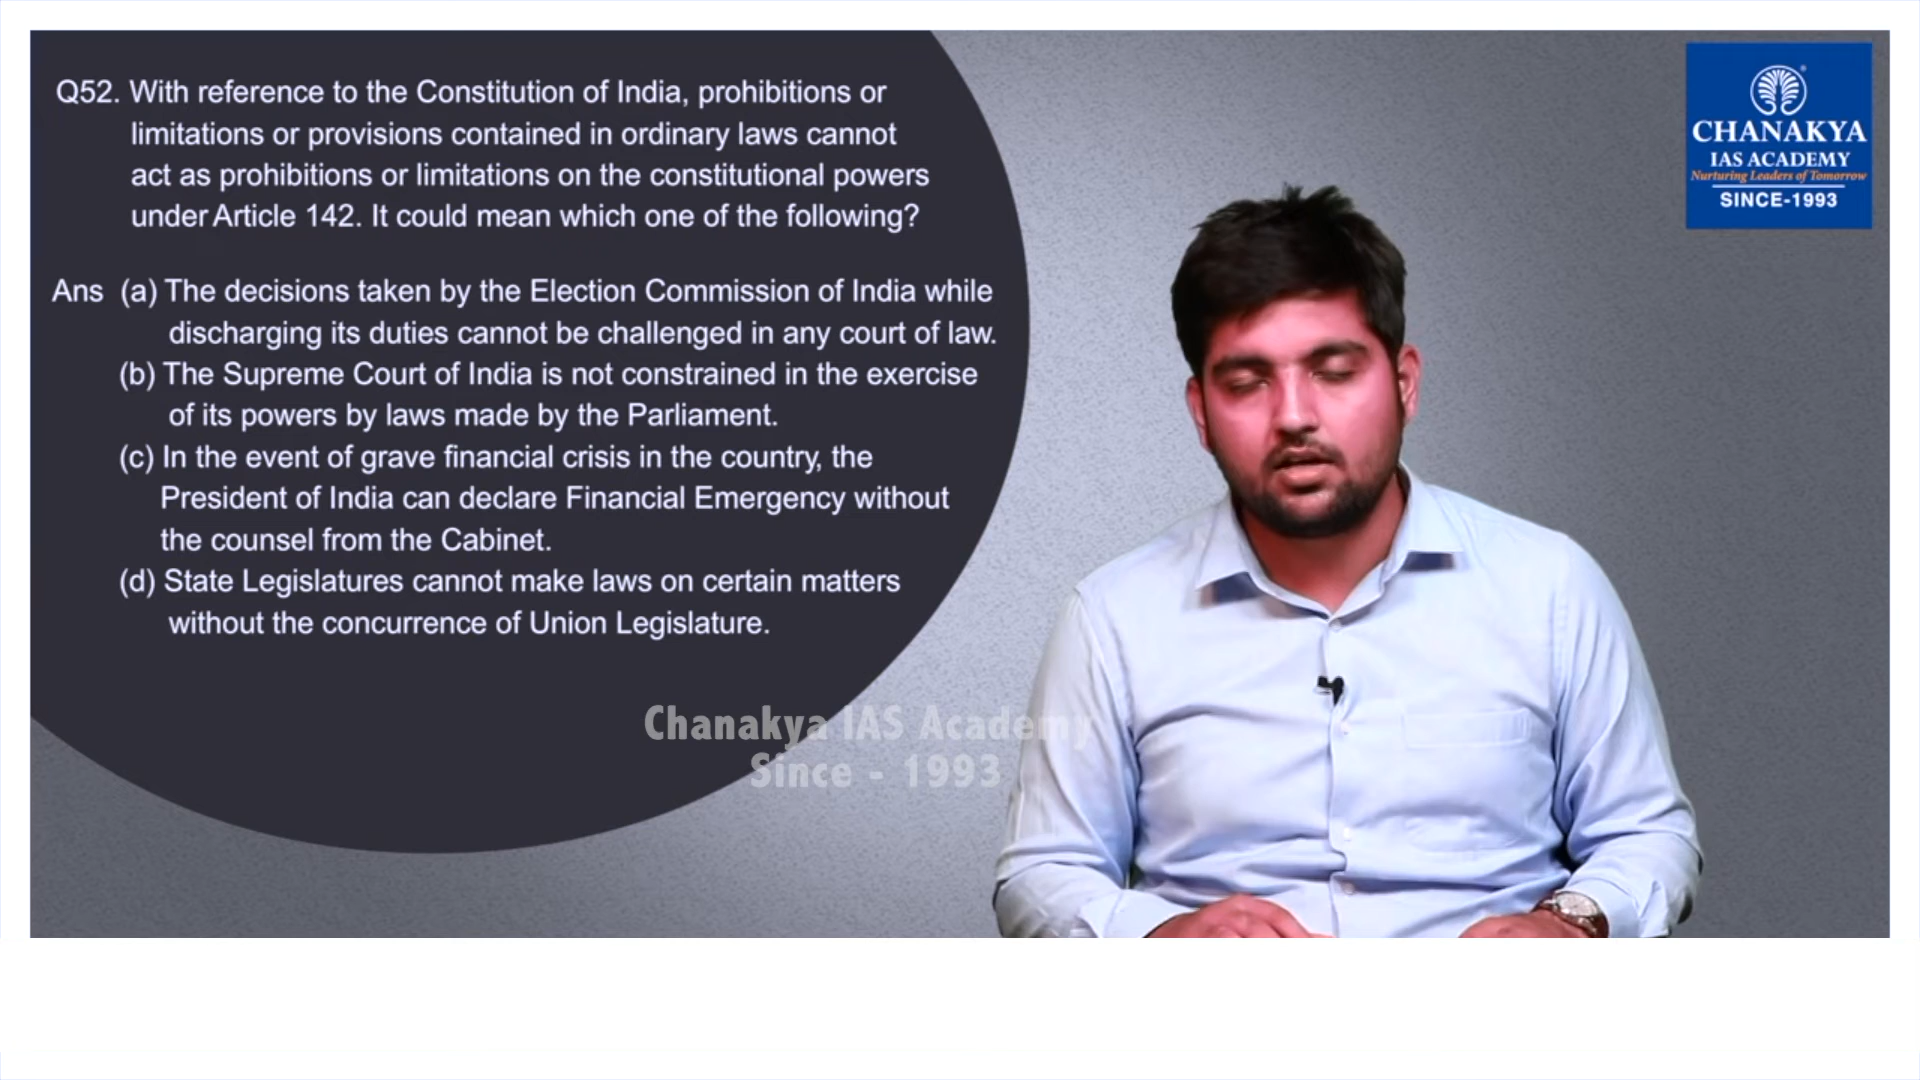 Q52. With reference to the Constitution of India, prohibitions or
limitations or provisions contained in ordinary laws cannot
act as prohibitions or limitations on the constitutional powers
under Article 142. It could mean which one of the following?
Ans (a) The decisions taken by the Election Commission of India while
discharging its duties cannot be challenged in any court of law.
(b) The Supreme Court of India is not constrained in the exercise
of its powers by laws made by the Parliament.
(c) In the event of grave financial crisis in the country, the
President of India can declare Financial Emergency without
the counsel from the Cabinet.
(d) State Legislatures cannot make laws on certain matters
without the concurrence of Union Legislature.
CHANAKYA
IAS ACADEMY
Nurturing Leaders of Tomorrow
SINCE-1993
Chanakya IAS Academy
Since - 1993